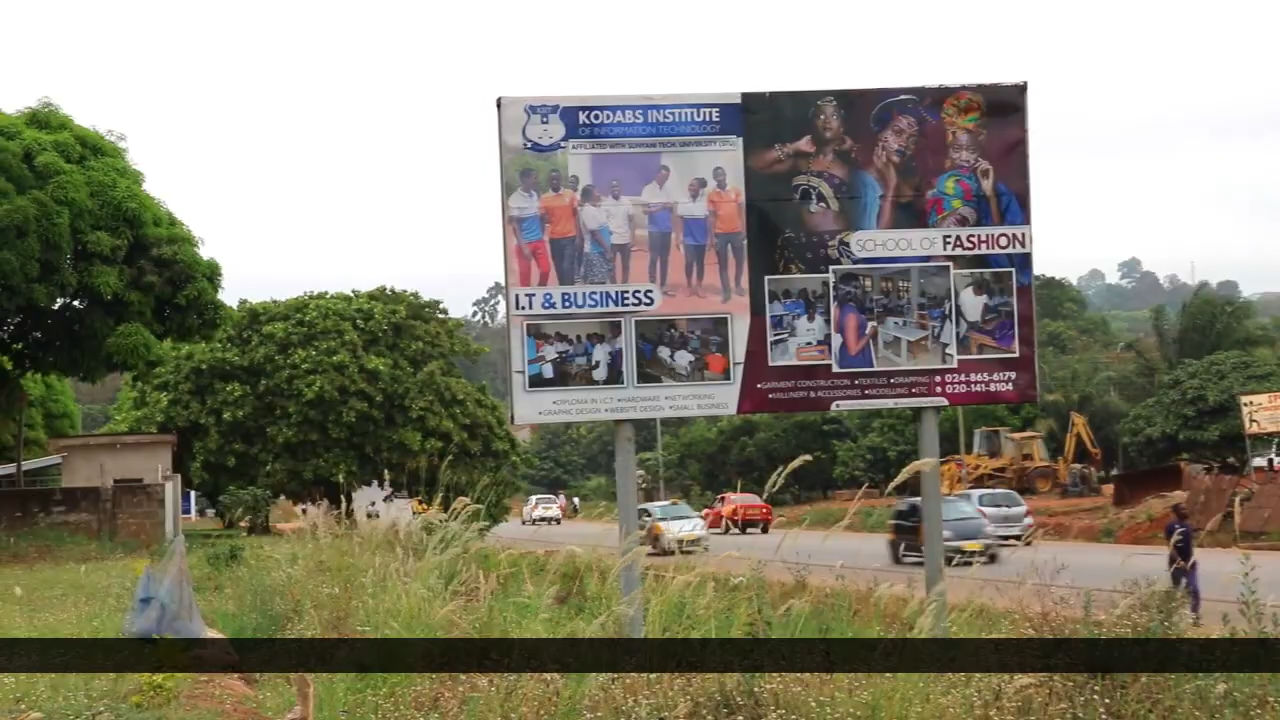 KIIT
KODABS INSTITUTE
OF INFORMATION TECHNOLOGY
AFFILIATED WITH SUNYANI TECH. UNIVERSITY (STU)
I.T & BUSINESS
•DIPLOMA IN I.C.T •HARDWARE •NETWORKING
•GRAPHIC DESIGN •WEBSITE DESIGN •SMALL BUSINESS
SCHOOL OF FASHION
•GARMENT CONSTRUCTION •TEXTILES •DRAPPING
•MILLINERY & ACCESSORIES •MODELLING •ETC
024-865-6179
020-141-8104